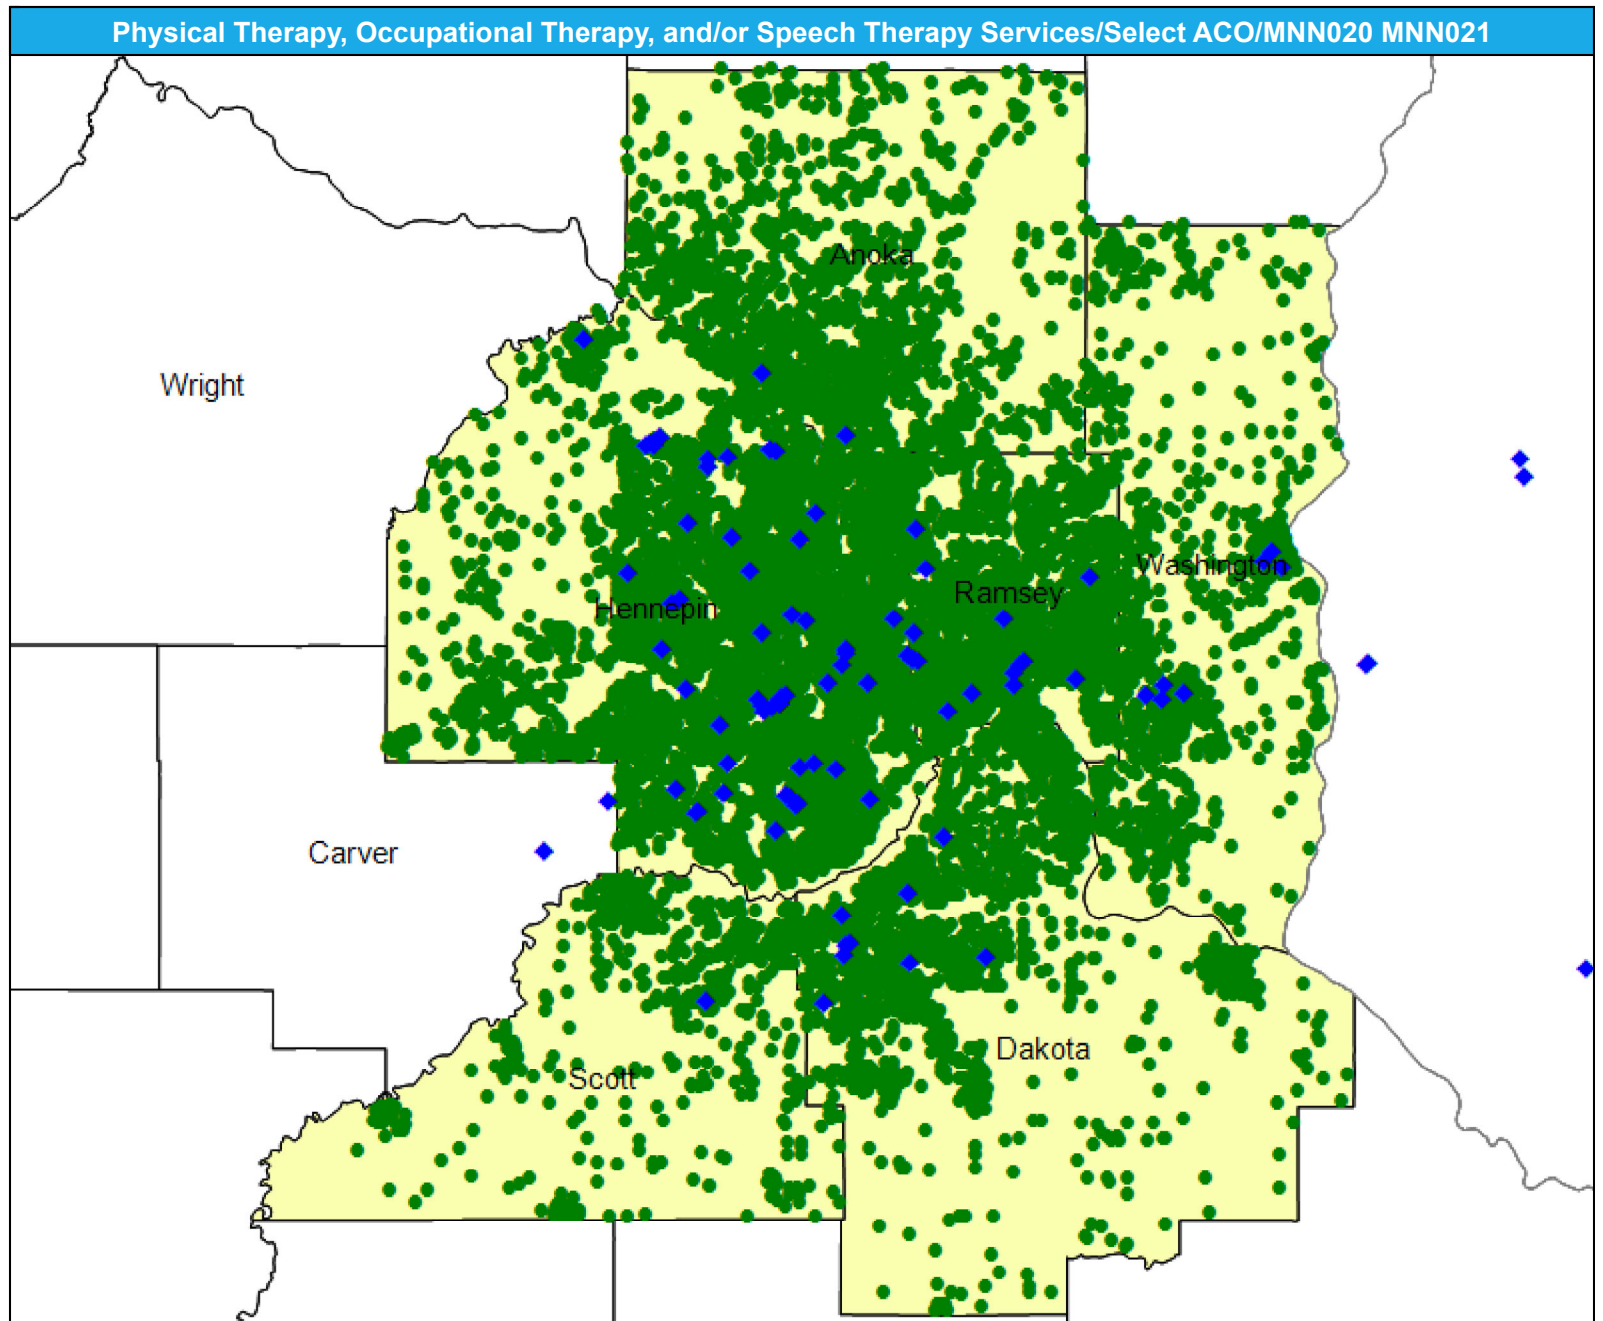 Physical Therapy, Occupational Therapy, and/or Speech Therapy Services/Select ACO/MNN020 MNN021
Anoka
Wright
Washington
Ramsey
Hennepin
Carver
Dakota
Scott